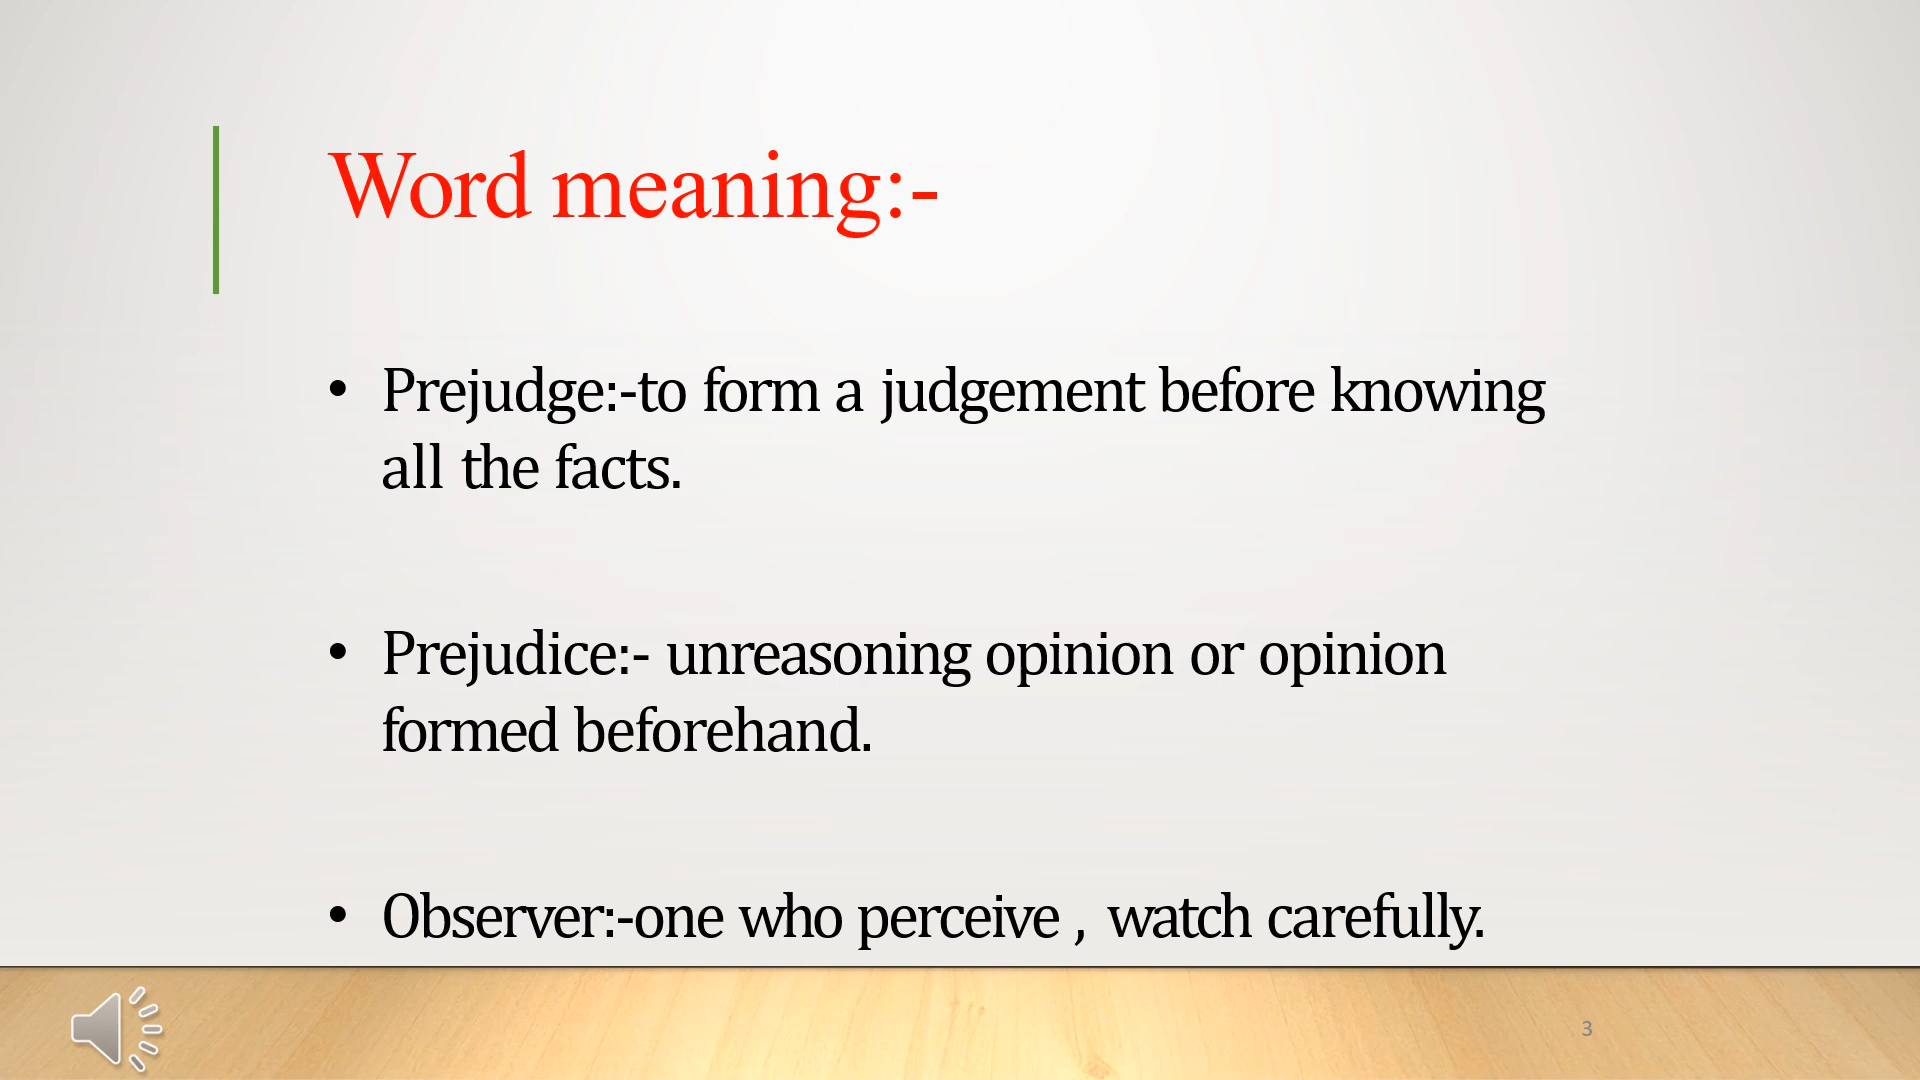 Word meaning:-
• Prejudge:-to form a judgement before knowing
all the facts.
• Prejudice:- unreasoning opinion or opinion
formed beforehand.
• Observer:-one who perceive , watch carefully.
3